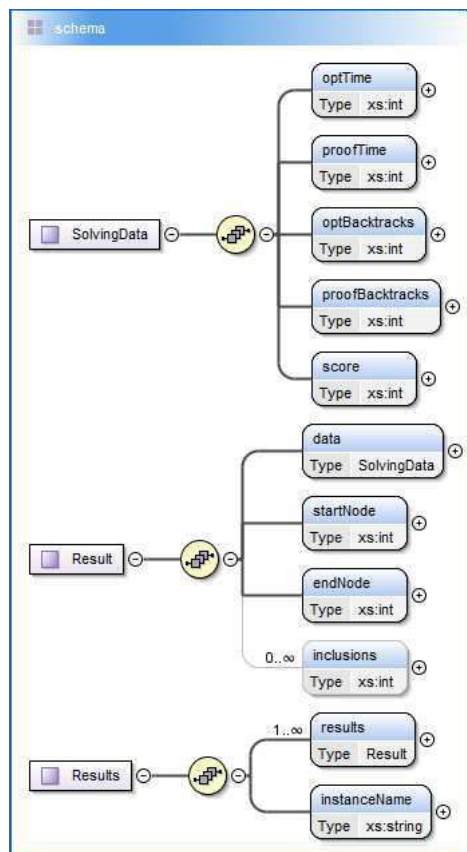 schema
optTime
Type xs:int
proofTime
Type xs:int
SolvingData
optBacktracks
Type xs:int
proofBacktracks
Type xs:int
score
Type xs:int
data
Type SolvingData
startNode
Type xs:int
Result
endNode
Type xs:int
0..∞
inclusions
Type xs:int
1..∞
results
Type Result
Results
instanceName
Type xs:string